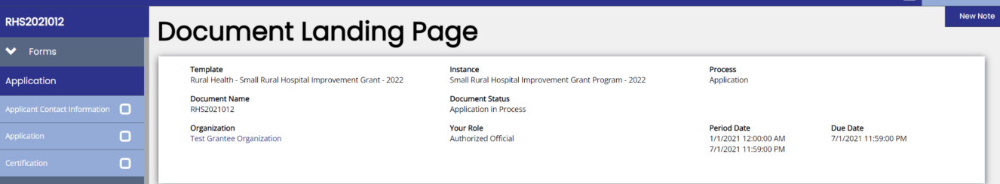 RHS2021012
Forms
Application
Applicant Contact Information
Application
Certification
New Note
Document Landing Page
Template
Rural Health - Small Rural Hospital Improvement Grant - 2022
Instance
Small Rural Hospital Improvement Grant Program - 2022
Process
Application
Document Name
RHS2021012
Document Status
Application in Process
Organization
Test Grantee Organization
Your Role
Authorized Official
Period Date
1/1/2021 12:00:00 AM
7/1/2021 11:59:00 PM
Due Date
7/1/2021 11:59:00 PM